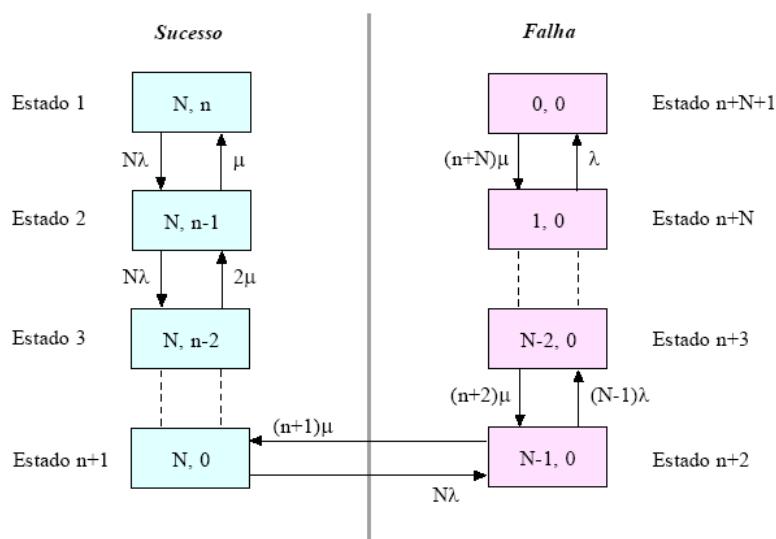 Sucesso
Falha
Estado 1
N, n
0, 0
Estado n+N+1
Nλ
μ
(n+N)μ
λ
Estado 2
N, n-1
1, 0
Estado n+N
Nλ
2μ
Estado 3
N, n-2
N-2, 0
Estado n+3
(n+2)μ
(N-1)λ
(n+1)μ
Estado n+1
N, 0
N-1, 0
Estado n+2
Nλ